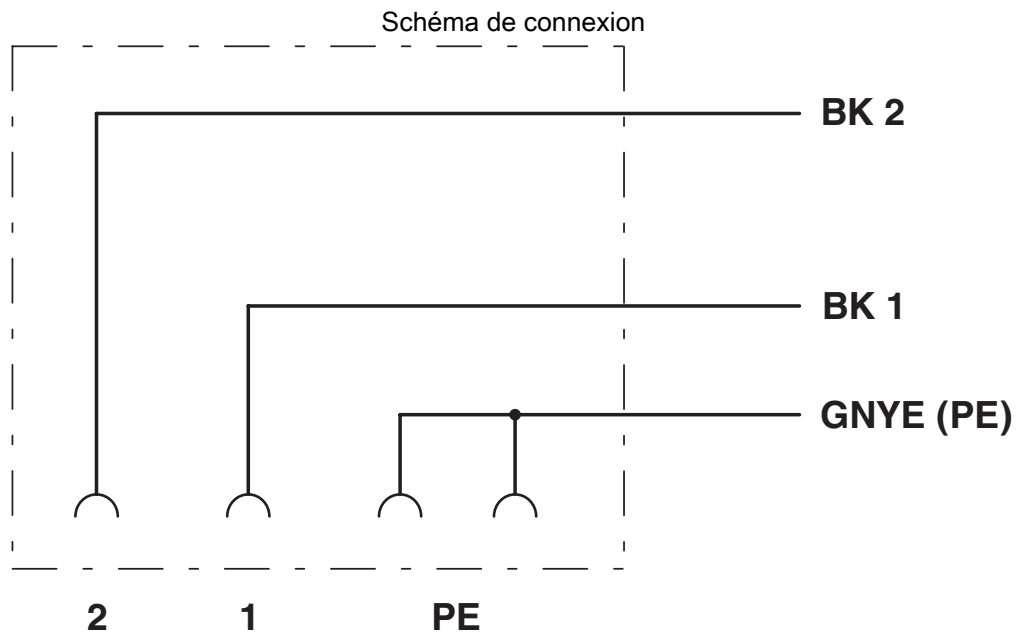 Schéma de connexion
BK 2
BK 1
GNYE (PE)
2 1 PE